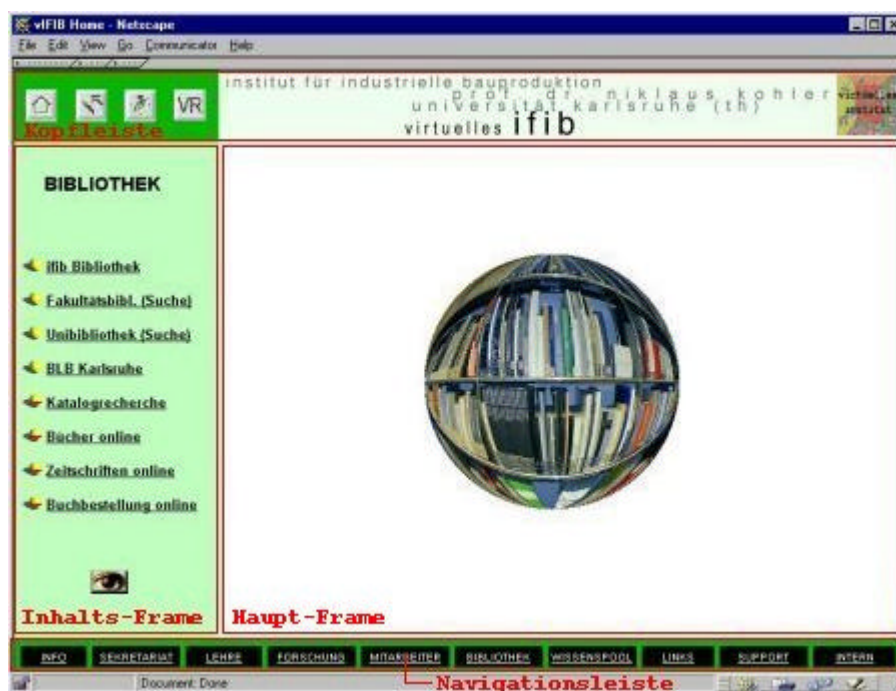 vIFIB Home - Netscape
File Edit View Go Communicator Help
institut für industrielle bauproduktion
prof. dr. niklaus kohler
universität karlsruhe (th)
virtuelles ifib
virtuelles
institut
VR
Kopfleiste
BIBLIOTHEK
ifib Bibliothek
Fakultätsbibl. (Suche)
Unibibliothek (Suche)
BLB Karlsruhe
Katalogrecherche
Bücher online
Zeitschriften online
Buchbestellung online
Inhalts-Frame
Haupt-Frame
INFO SEKRETARIAT LEHRE FORSCHUNG MITARBEITER BIBLIOTHEK WISSENSPOOL LINKS SUPPORT INTERN
Document: Done
Navigationsleiste